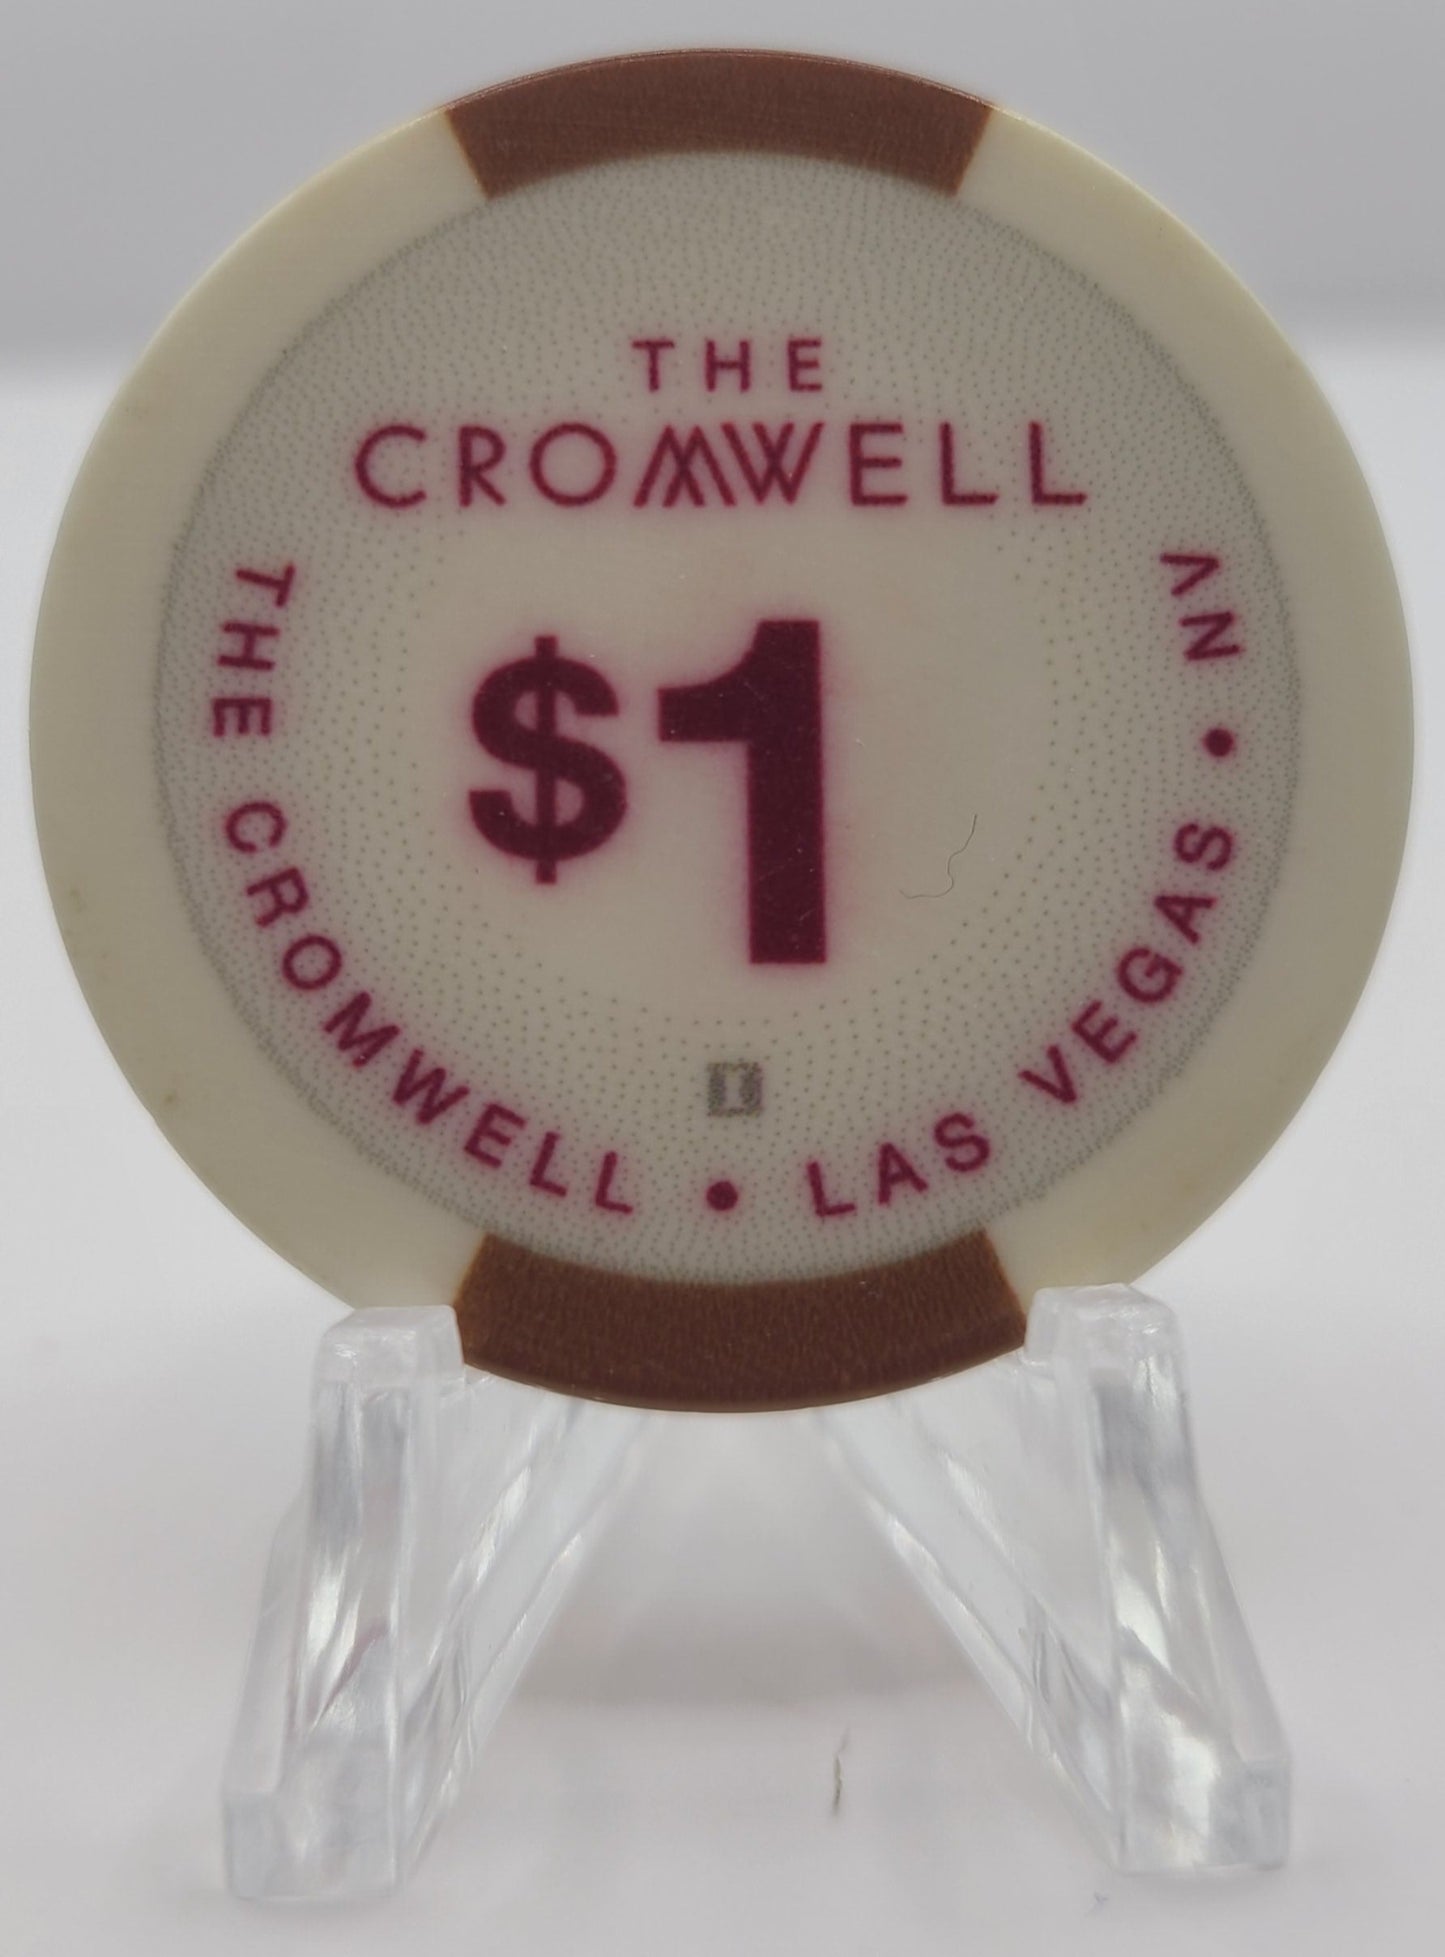 THE
CROMWELL
$1
THE CROMWELL • LAS VEGAS • NV